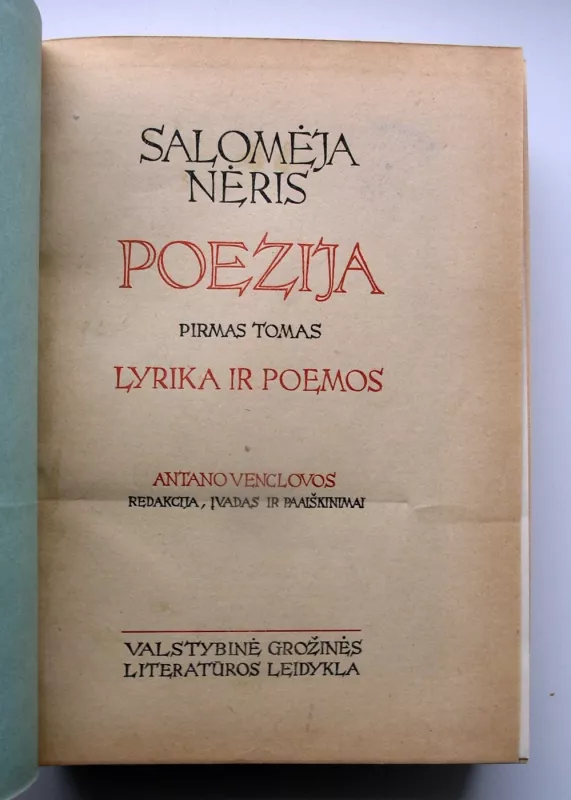 SALOMĖJA
NĖRIS
POEZIJA
PIRMAS TOMAS
LYRIKA IR POEMOS
ANTANO VENCLOVOS
REDAKCIJA, ĮVADAS IR PAAIŠKINIMAI
VALSTYBINĖ GROŽINĖS
LITERATŪROS LEIDYKLA